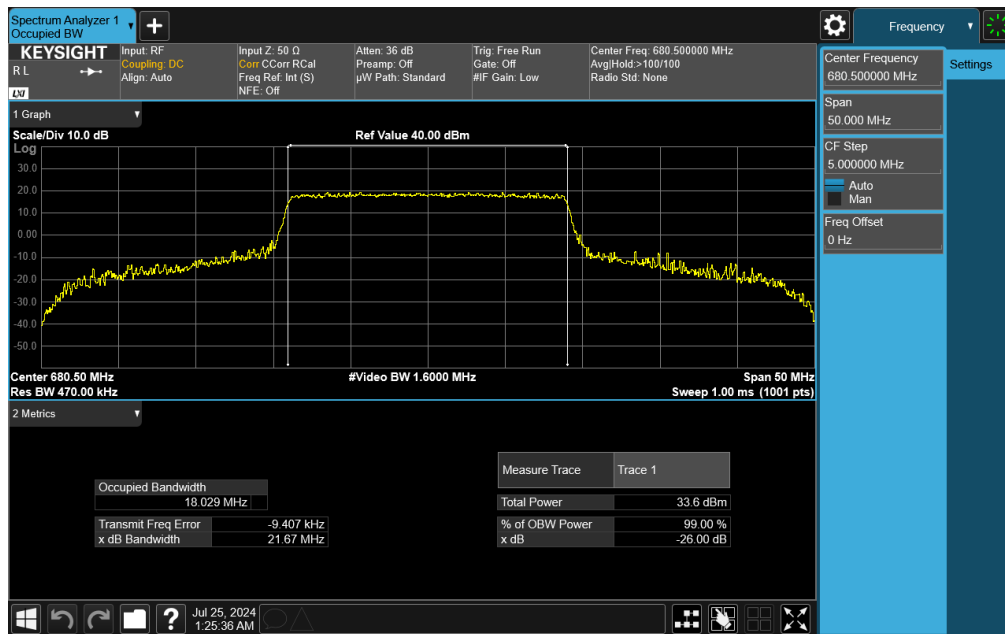 Spectrum Analyzer 1
Occupied BW
Frequency
KEYSIGHT
R L
LXI
Input: RF
Coupling: DC
Align: Auto
Input Z: 50 Ω
Corr CCorr RCal
Freq Ref: Int (S)
NFE: Off
Atten: 36 dB
Preamp: Off
µW Path: Standard
Trig: Free Run
Gate: Off
#IF Gain: Low
Center Freq: 680.500000 MHz
Avg|Hold:>100/100
Radio Std: None
Center Frequency
680.500000 MHz
Settings
Span
50.000 MHz
CF Step
5.000000 MHz
Auto
Man
Freq Offset
0 Hz
1 Graph
Scale/Div 10.0 dB
Ref Value 40.00 dBm
Log
30.0
20.0
10.0
0.00
-10.0
-20.0
-30.0
-40.0
-50.0
Center 680.50 MHz
#Video BW 1.6000 MHz
Span 50 MHz
Res BW 470.00 kHz
Sweep 1.00 ms (1001 pts)
2 Metrics
Measure Trace
Trace 1
Occupied Bandwidth
18.029 MHz
Total Power
33.6 dBm
Transmit Freq Error
-9.407 kHz
% of OBW Power
99.00 %
x dB Bandwidth
21.67 MHz
x dB
-26.00 dB
?
Jul 25, 2024
1:25:36 AM